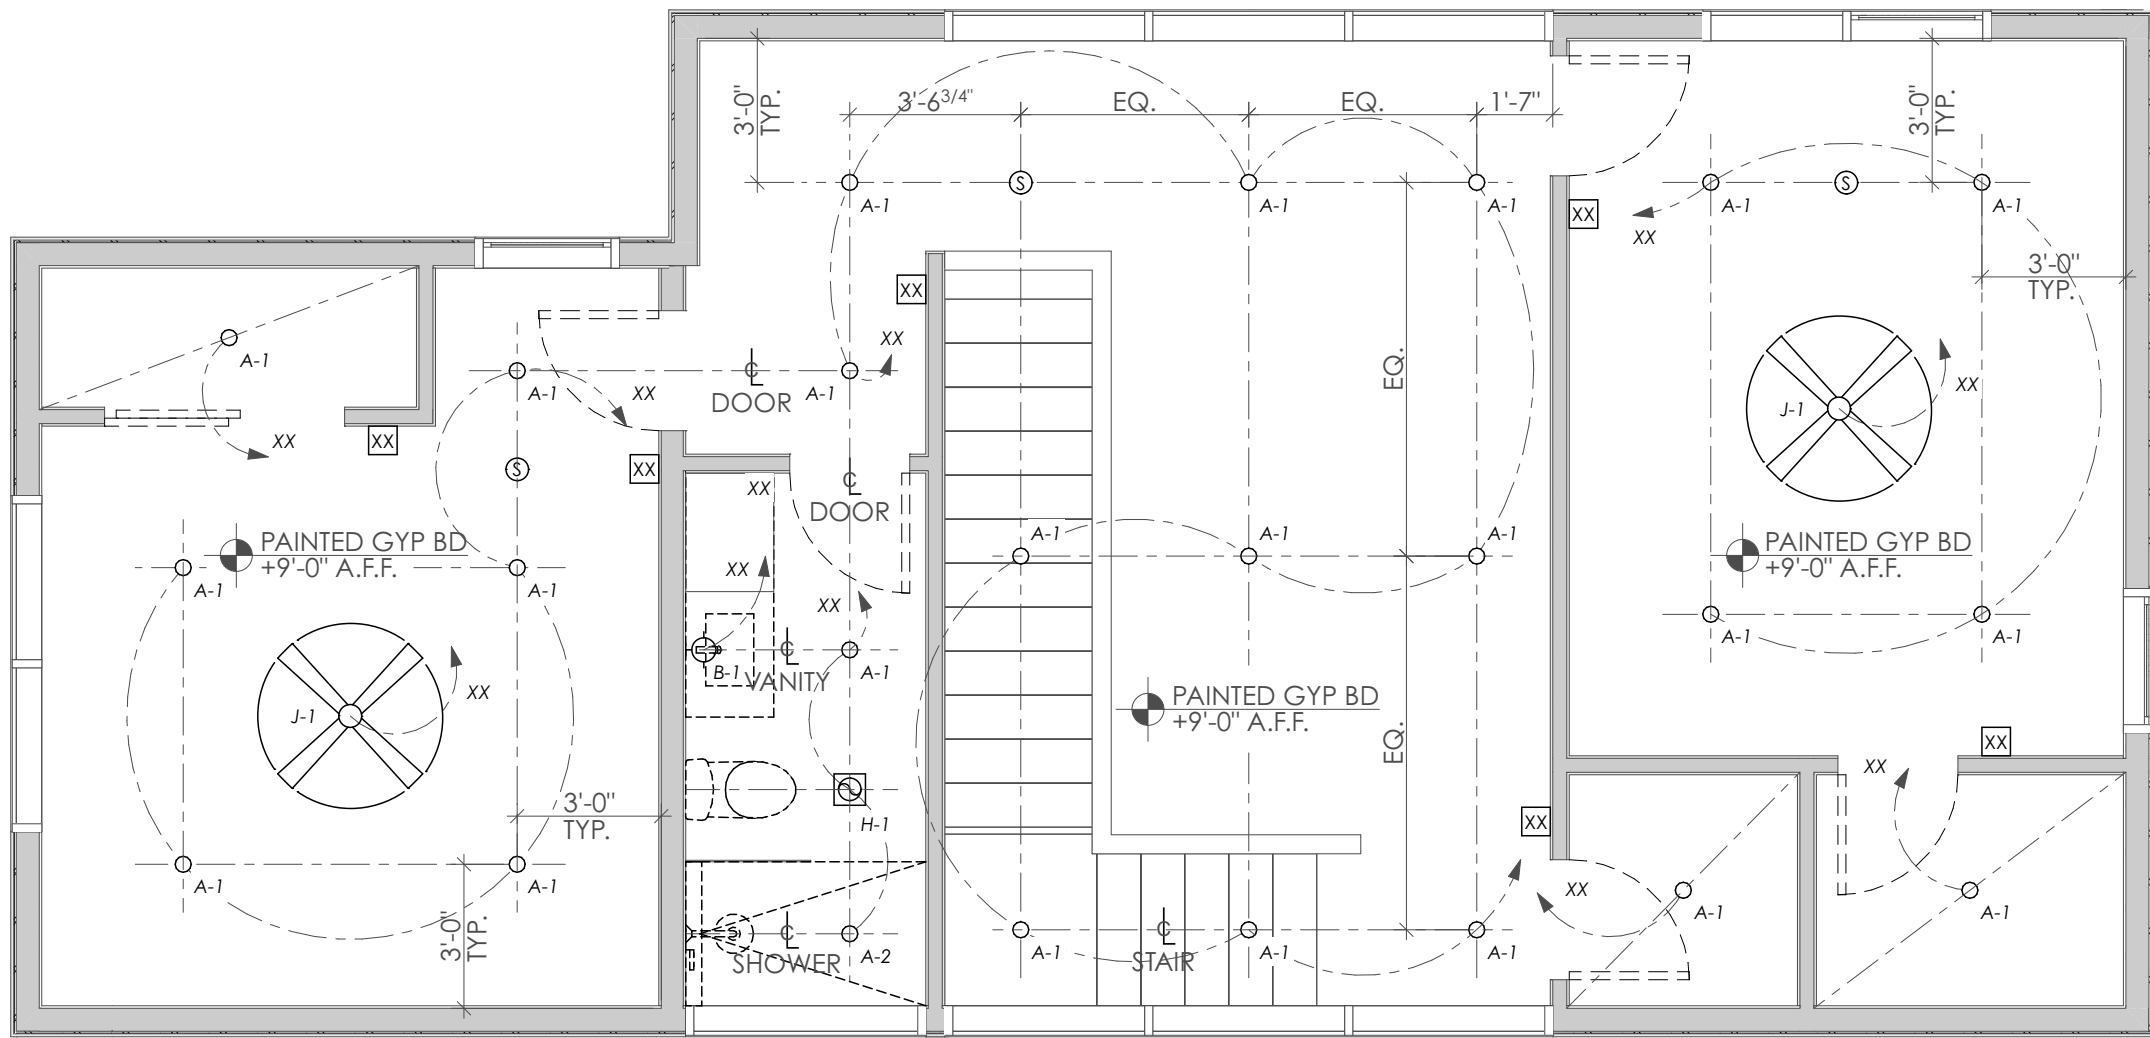 3'-6 3/4"
EQ.
EQ.
1'-7"
3'-0"
TYP.
3'-0"
TYP.
S
S
A-1
A-1
A-1
A-1
A-1
XX
XX
3'-0"
TYP.
XX
XX
A-1
A-1
XX
DOOR
A-1
EQ.
J-1
XX
XX
XX
S
XX
XX
DOOR
PAINTED GYP BD
+9'-0" A.F.F.
A-1
A-1
A-1
A-1
A-1
PAINTED GYP BD
+9'-0" A.F.F.
XX
XX
A-1
A-1
B-1
VANITY
A-1
J-1
XX
PAINTED GYP BD
+9'-0" A.F.F.
EQ.
XX
XX
3'-0"
TYP.
H-1
XX
A-1
A-1
XX
A-1
A-1
3'-0"
TYP.
SHOWER
A-2
A-1
STAIR
A-1
A-1